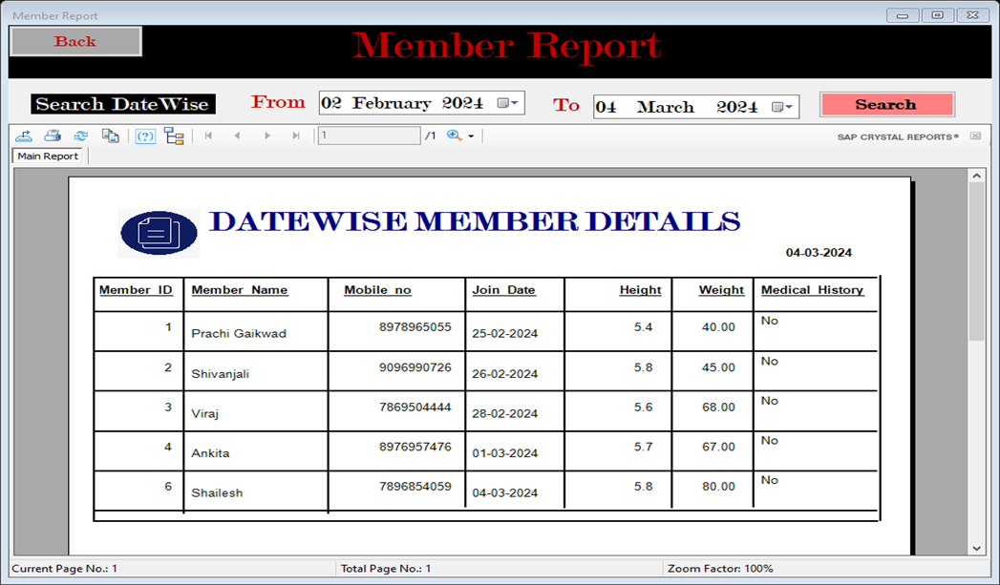 Member Report
Back
Member Report
Search DateWise From 02 February 2024 To 04 March 2024 Search
(?) 1 /1 SAP CRYSTAL REPORTS®
Main Report
DATEWISE MEMBER DETAILS
04-03-2024
Member ID Member Name Mobile no Join Date Height Weight Medical History
1 Prachi Gaikwad 8978965055 25-02-2024 5.4 40.00 No
2 Shivanjali 9096990726 26-02-2024 5.8 45.00 No
3 Viraj 7869504444 28-02-2024 5.6 68.00 No
4 Ankita 8976957476 01-03-2024 5.7 67.00 No
6 Shailesh 7896854059 04-03-2024 5.8 80.00 No
Current Page No.: 1 Total Page No.: 1 Zoom Factor: 100%